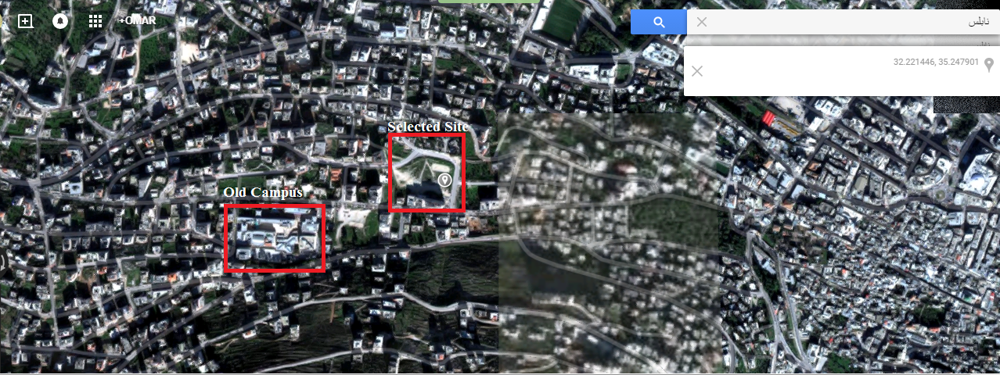 +OMAR
نابلس
32.221446, 35.247901
Selected Site
Old Campus